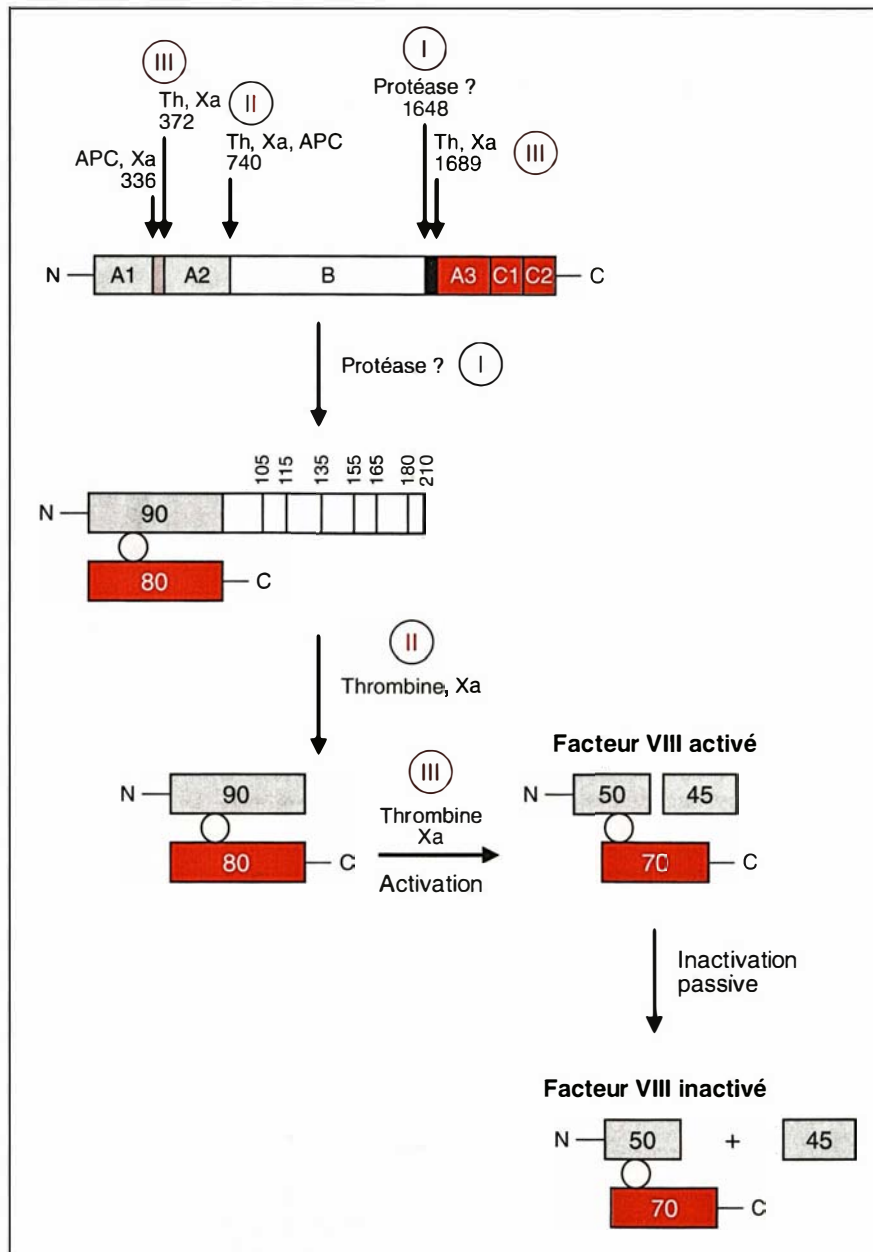 I
III
Protéase ?
1648
Th, Xa
372
II
Th, Xa, APC
740
Th, Xa
1689
III
APC, Xa
336
N
A1
A2
B
A3
C1
C2
C
Protéase ?
I
105
115
135
155
165
180
210
N
90
80
C
II
Thrombine, Xa
Facteur VIII activé
N
90
80
C
III
Thrombine
Xa
Activation
N
50
45
70
C
Inactivation
passive
Facteur VIII inactivé
N
50
+
45
70
C